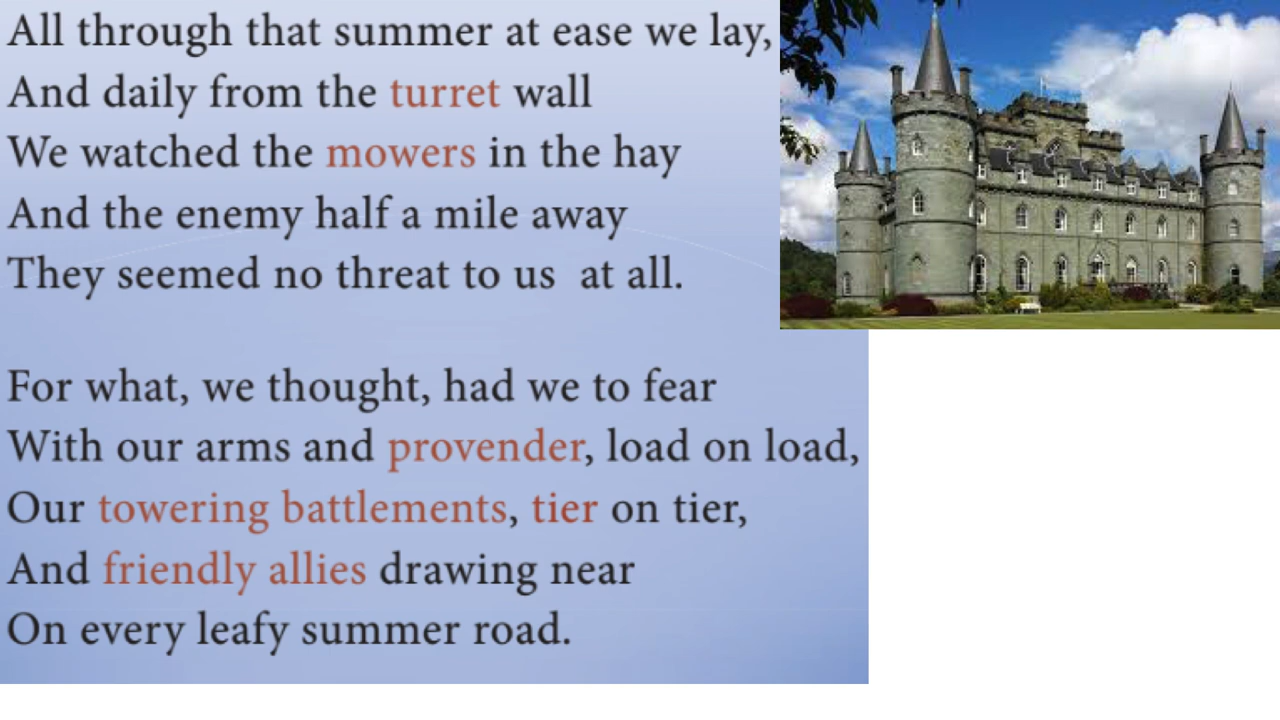 All through that summer at ease we lay,
And daily from the turret wall
We watched the mowers in the hay
And the enemy half a mile away
They seemed no threat to us  at all.
For what, we thought, had we to fear
With our arms and provender, load on load,
Our towering battlements, tier on tier,
And friendly allies drawing near
On every leafy summer road.